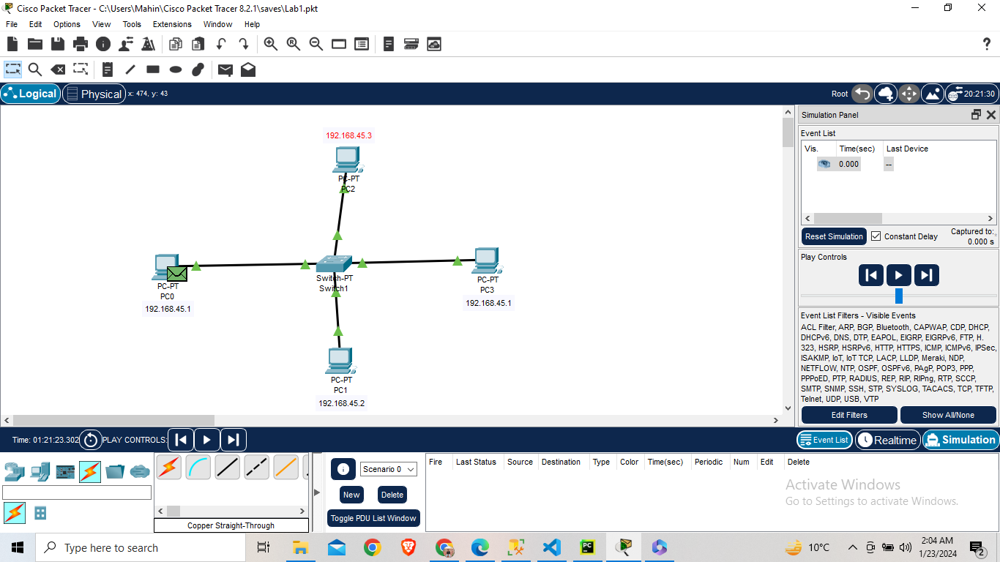 Cisco Packet Tracer - C:\Users\Mahin\Cisco Packet Tracer 8.2.1\saves\Lab1.pkt
File Edit Options View Tools Extensions Window Help
Logical Physical x: 474, y: 43 Root 20:21:30
192.168.45.3
PC-PT
PC2
PC-PT
PC0
192.168.45.1
Switch-PT
Switch1
PC-PT
PC3
192.168.45.1
PC-PT
PC1
192.168.45.2
Simulation Panel
Event List
Vis. Time(sec) Last Device
0.000 --
Reset Simulation Constant Delay Captured to:
0.000 s
Play Controls
Event List Filters - Visible Events
ACL Filter, ARP, BGP, Bluetooth, CAPWAP, CDP, DHCP,
DHCPv6, DNS, DTP, EAPOL, EIGRP, EIGRPv6, FTP, H.
323, HSRP, HSRPv6, HTTP, HTTPS, ICMP, ICMPv6, IPSec,
ISAKMP, IoT, IoT TCP, LACP, LLDP, Meraki, NDP,
NETFLOW, NTP, OSPF, OSPFv6, PAgP, POP3, PPP,
PPPoED, PTP, RADIUS, REP, RIP, RIPng, RTP, SCCP,
SMTP, SNMP, SSH, STP, SYSLOG, TACACS, TCP, TFTP,
Telnet, UDP, USB, VTP
Edit Filters Show All/None
Time: 01:21:23.302 PLAY CONTROLS: Event List Realtime Simulation
Scenario 0
New Delete
Toggle PDU List Window
Copper Straight-Through
Fire Last Status Source Destination Type Color Time(sec) Periodic Num Edit Delete
Activate Windows
Go to Settings to activate Windows.
Type here to search
10°C
2:04 AM
1/23/2024
2